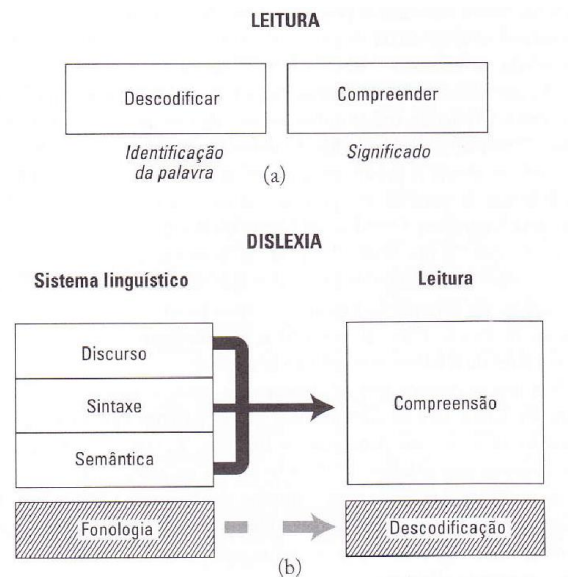 LEITURA
Descodificar
Compreender
Identificação
da palavra
Significado
(a)
DISLEXIA
Sistema linguístico
Leitura
Discurso
Sintaxe
Semântica
Compreensão
Fonologia
Descodificação
(b)